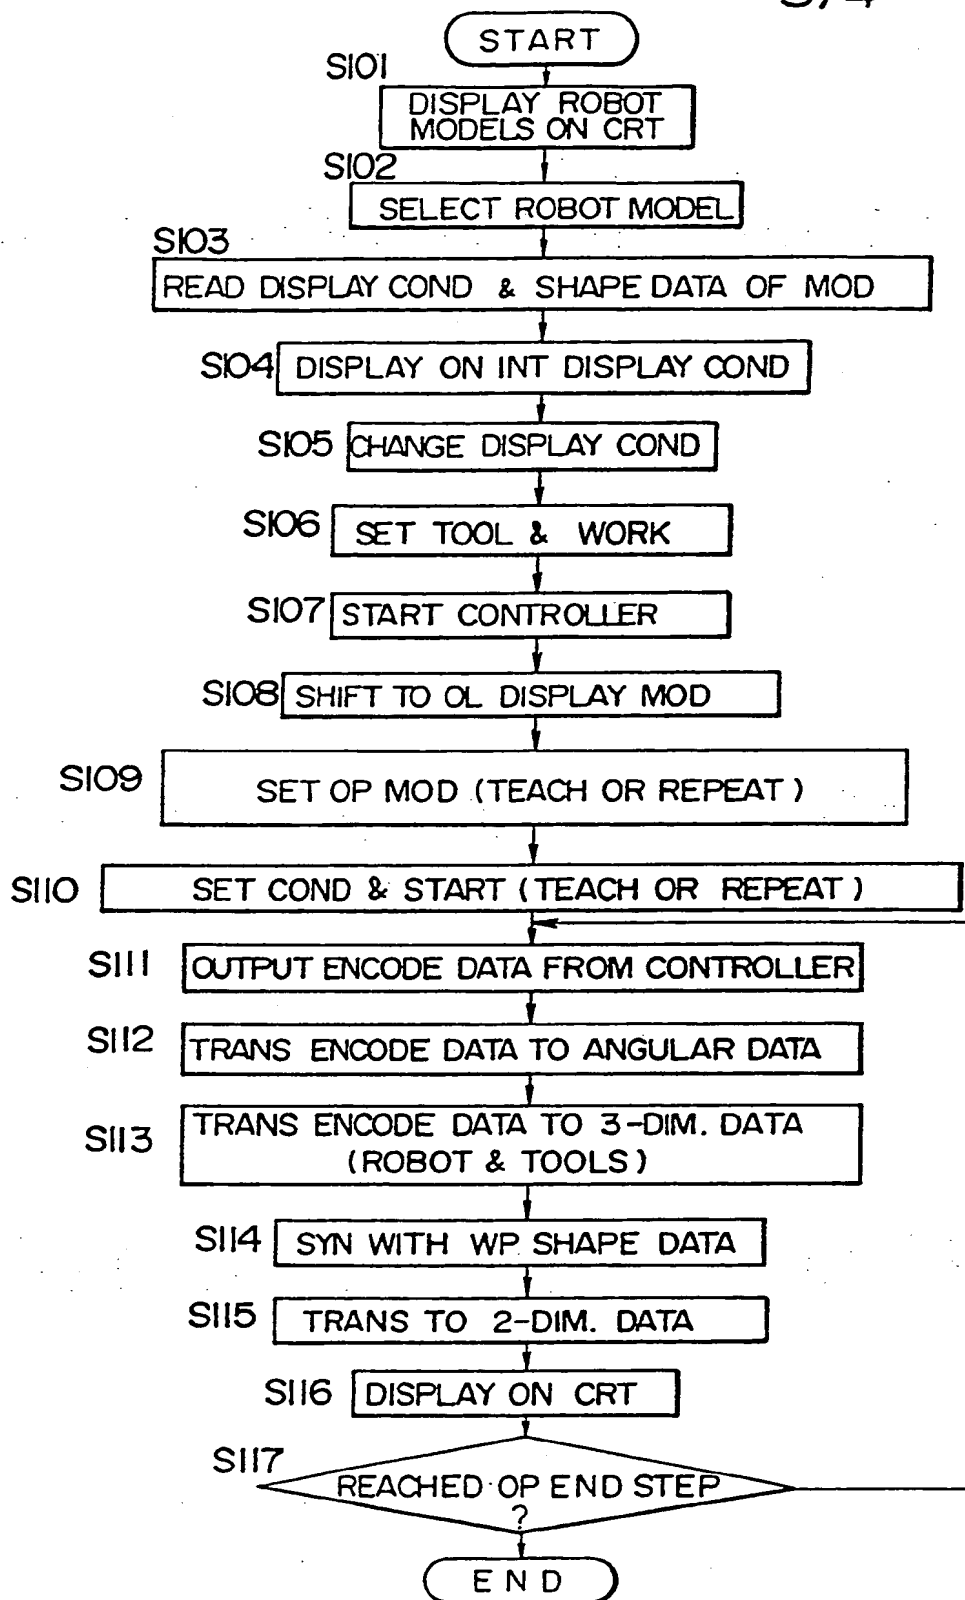 START
S101
DISPLAY ROBOT
MODELS ON CRT
S102
SELECT ROBOT MODEL
S103
READ DISPLAY COND & SHAPE DATA OF MOD
S104
DISPLAY ON INT DISPLAY COND
S105
CHANGE DISPLAY COND
S106
SET TOOL & WORK
S107
START CONTROLLER
S108
SHIFT TO OL DISPLAY MOD
S109
SET OP MOD (TEACH OR REPEAT)
S110
SET COND & START (TEACH OR REPEAT)
S111
OUTPUT ENCODE DATA FROM CONTROLLER
S112
TRANS ENCODE DATA TO ANGULAR DATA
S113
TRANS ENCODE DATA TO 3-DIM. DATA
(ROBOT & TOOLS)
S114
SYN WITH WP SHAPE DATA
S115
TRANS TO 2-DIM. DATA
S116
DISPLAY ON CRT
S117
REACHED OP END STEP
?
END